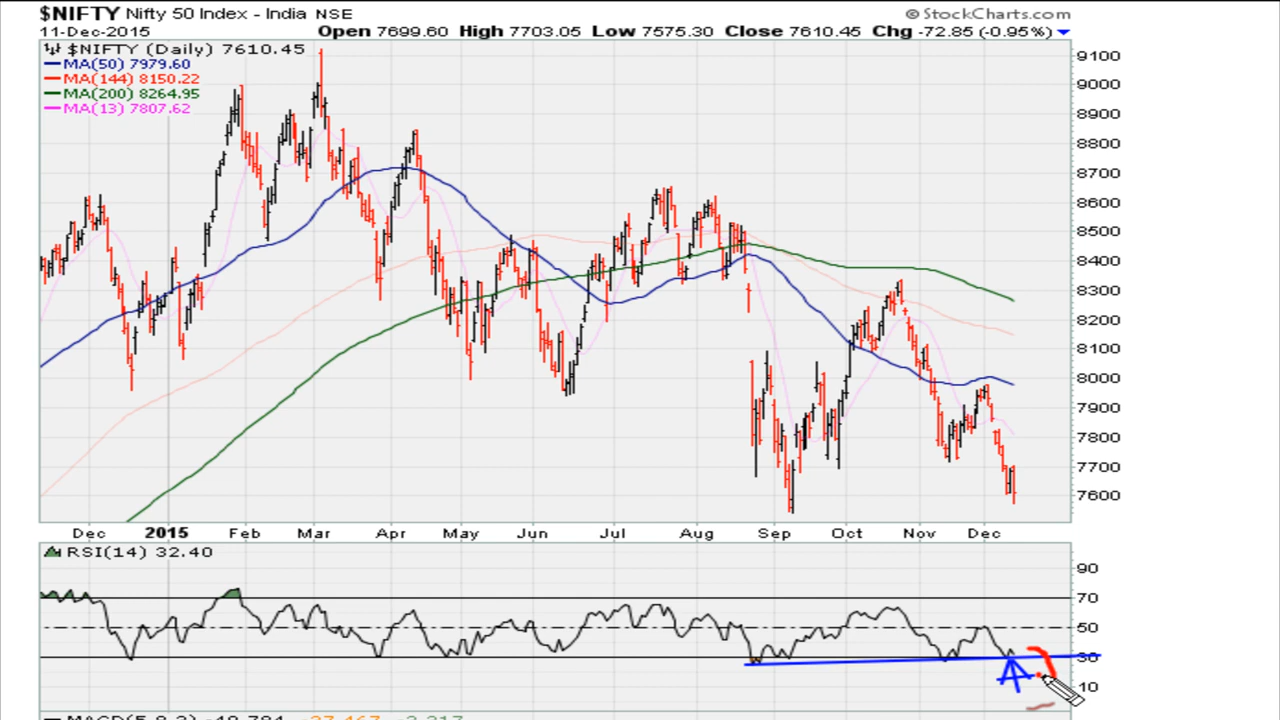 $NIFTY Nifty 50 Index - India NSE © StockCharts.com
11-Dec-2015 Open 7699.60 High 7703.05 Low 7575.30 Close 7610.45 Chg -72.85 (-0.95%)
$NIFTY (Daily) 7610.45
MA(50) 7979.60
MA(144) 8150.22
MA(200) 8264.95
MA(13) 7807.62
9100
9000
8900
8800
8700
8600
8500
8400
8300
8200
8100
8000
7900
7800
7700
7600
Dec 2015 Feb Mar Apr May Jun Jul Aug Sep Oct Nov Dec
RSI(14) 32.40
90
70
50
30
10